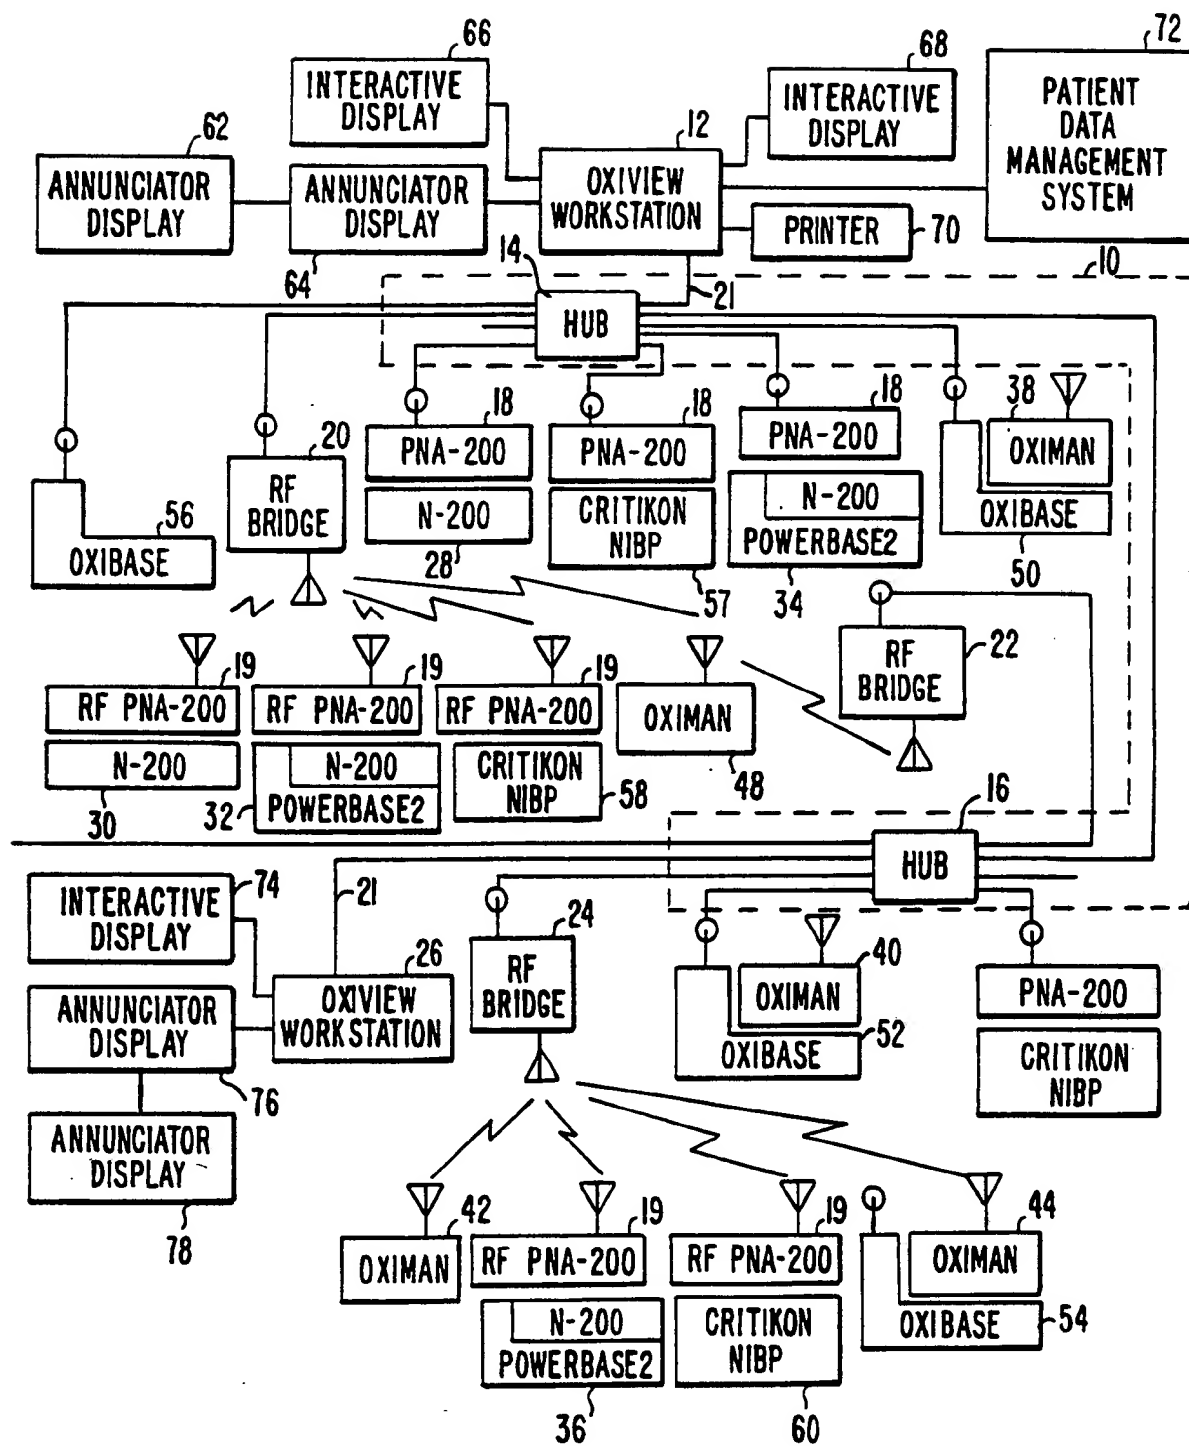 66
INTERACTIVE
DISPLAY
68
INTERACTIVE
DISPLAY
72
PATIENT
DATA
MANAGEMENT
SYSTEM
62
ANNUNCIATOR
DISPLAY
ANNUNCIATOR
DISPLAY
64
12
OXIVIEW
WORKSTATION
PRINTER
70
10
14
21
HUB
20
RF
BRIDGE
18
PNA-200
N-200
28
18
PNA-200
CRITIKON
NIBP
57
18
PNA-200
N-200
POWERBASE2
34
38
OXIMAN
OXIBASE
50
56
OXIBASE
22
RF
BRIDGE
19
RF PNA-200
N-200
30
19
RF PNA-200
N-200
POWERBASE2
32
19
RF PNA-200
CRITIKON
NIBP
58
OXIMAN
48
16
HUB
74
INTERACTIVE
DISPLAY
21
26
OXIVIEW
WORKSTATION
ANNUNCIATOR
DISPLAY
76
ANNUNCIATOR
DISPLAY
78
24
RF
BRIDGE
40
OXIMAN
OXIBASE
52
PNA-200
CRITIKON
NIBP
42
OXIMAN
19
RF PNA-200
N-200
POWERBASE2
36
19
RF PNA-200
CRITIKON
NIBP
60
44
OXIMAN
OXIBASE
54